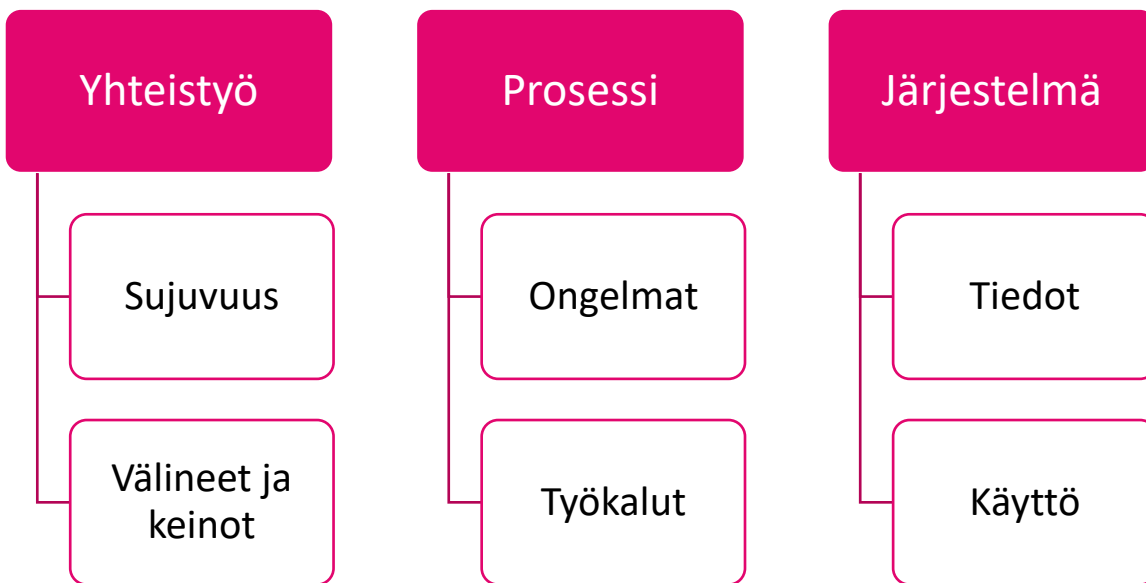 Yhteistyö
Sujuvuus
Välineet ja
keinot
Prosessi
Ongelmat
Työkalut
Järjestelmä
Tiedot
Käyttö